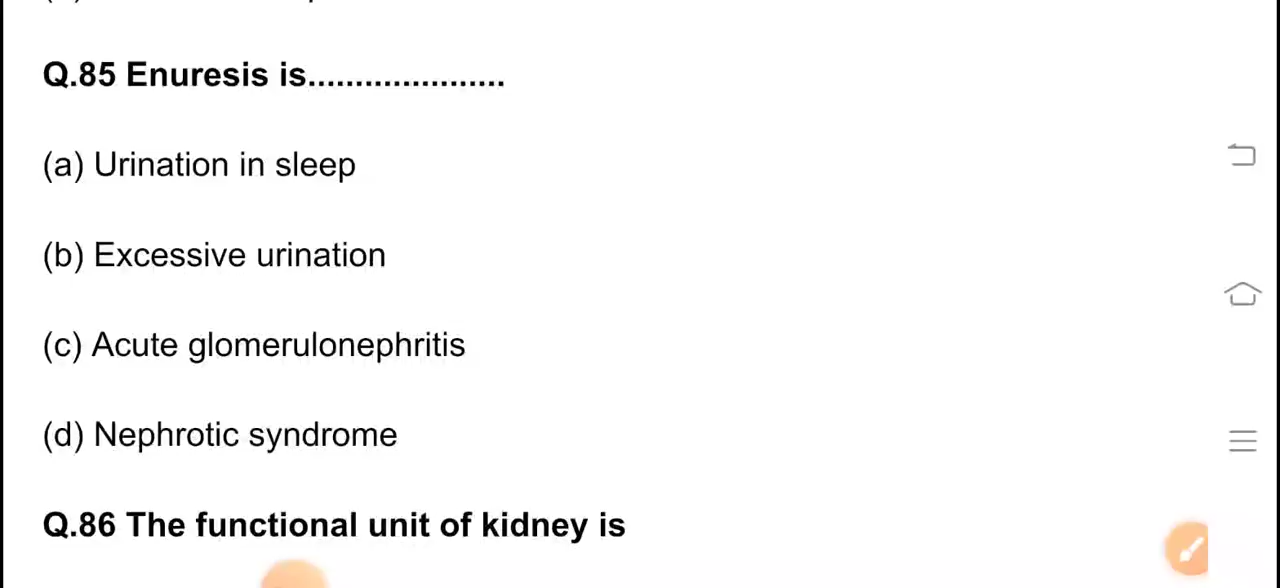 Q.85 Enuresis is.....................
(a) Urination in sleep
(b) Excessive urination
(c) Acute glomerulonephritis
(d) Nephrotic syndrome
Q.86 The functional unit of kidney is